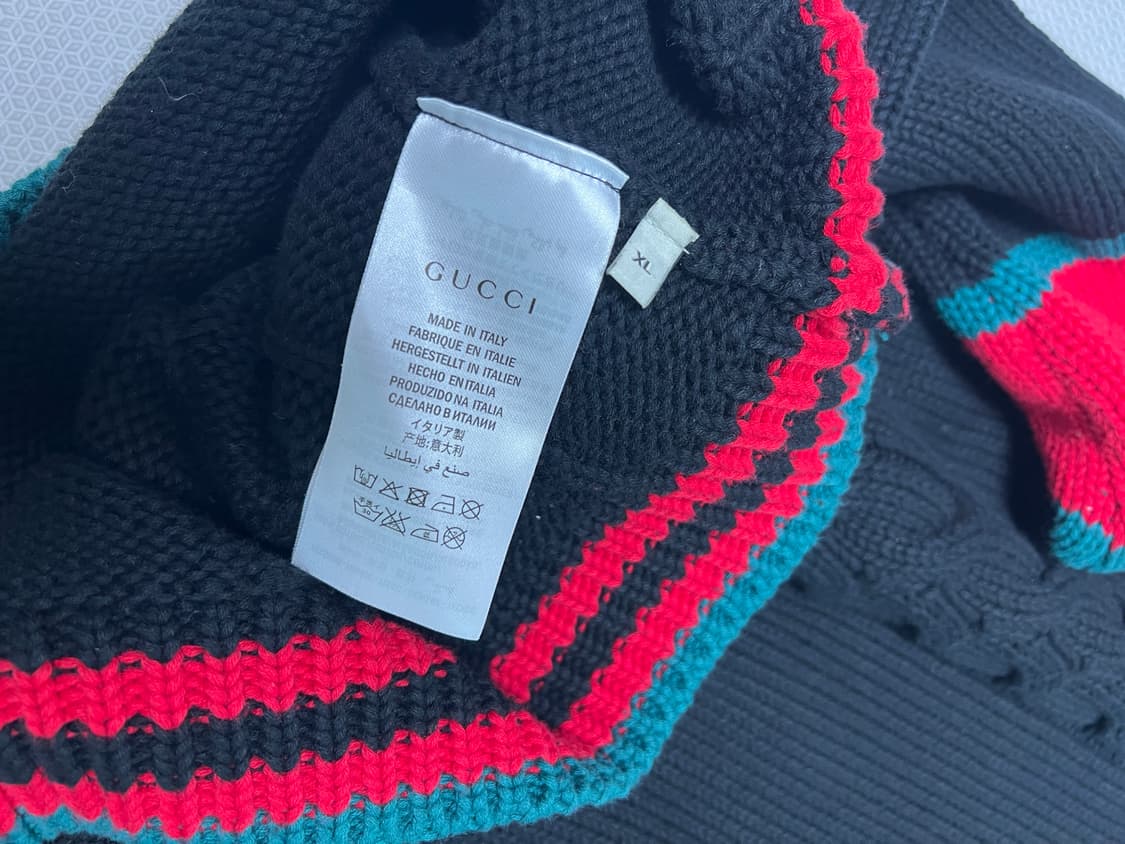 GUCCI
MADE IN ITALY
FABRIQUE EN ITALIE
HERGESTELLT IN ITALIEN
HECHO EN ITALIA
PRODUZIDO NA ITALIA
СДЕЛАНО В ИТАЛИИ
イタリア製
产地:意大利
صنع في إيطاليا
XL